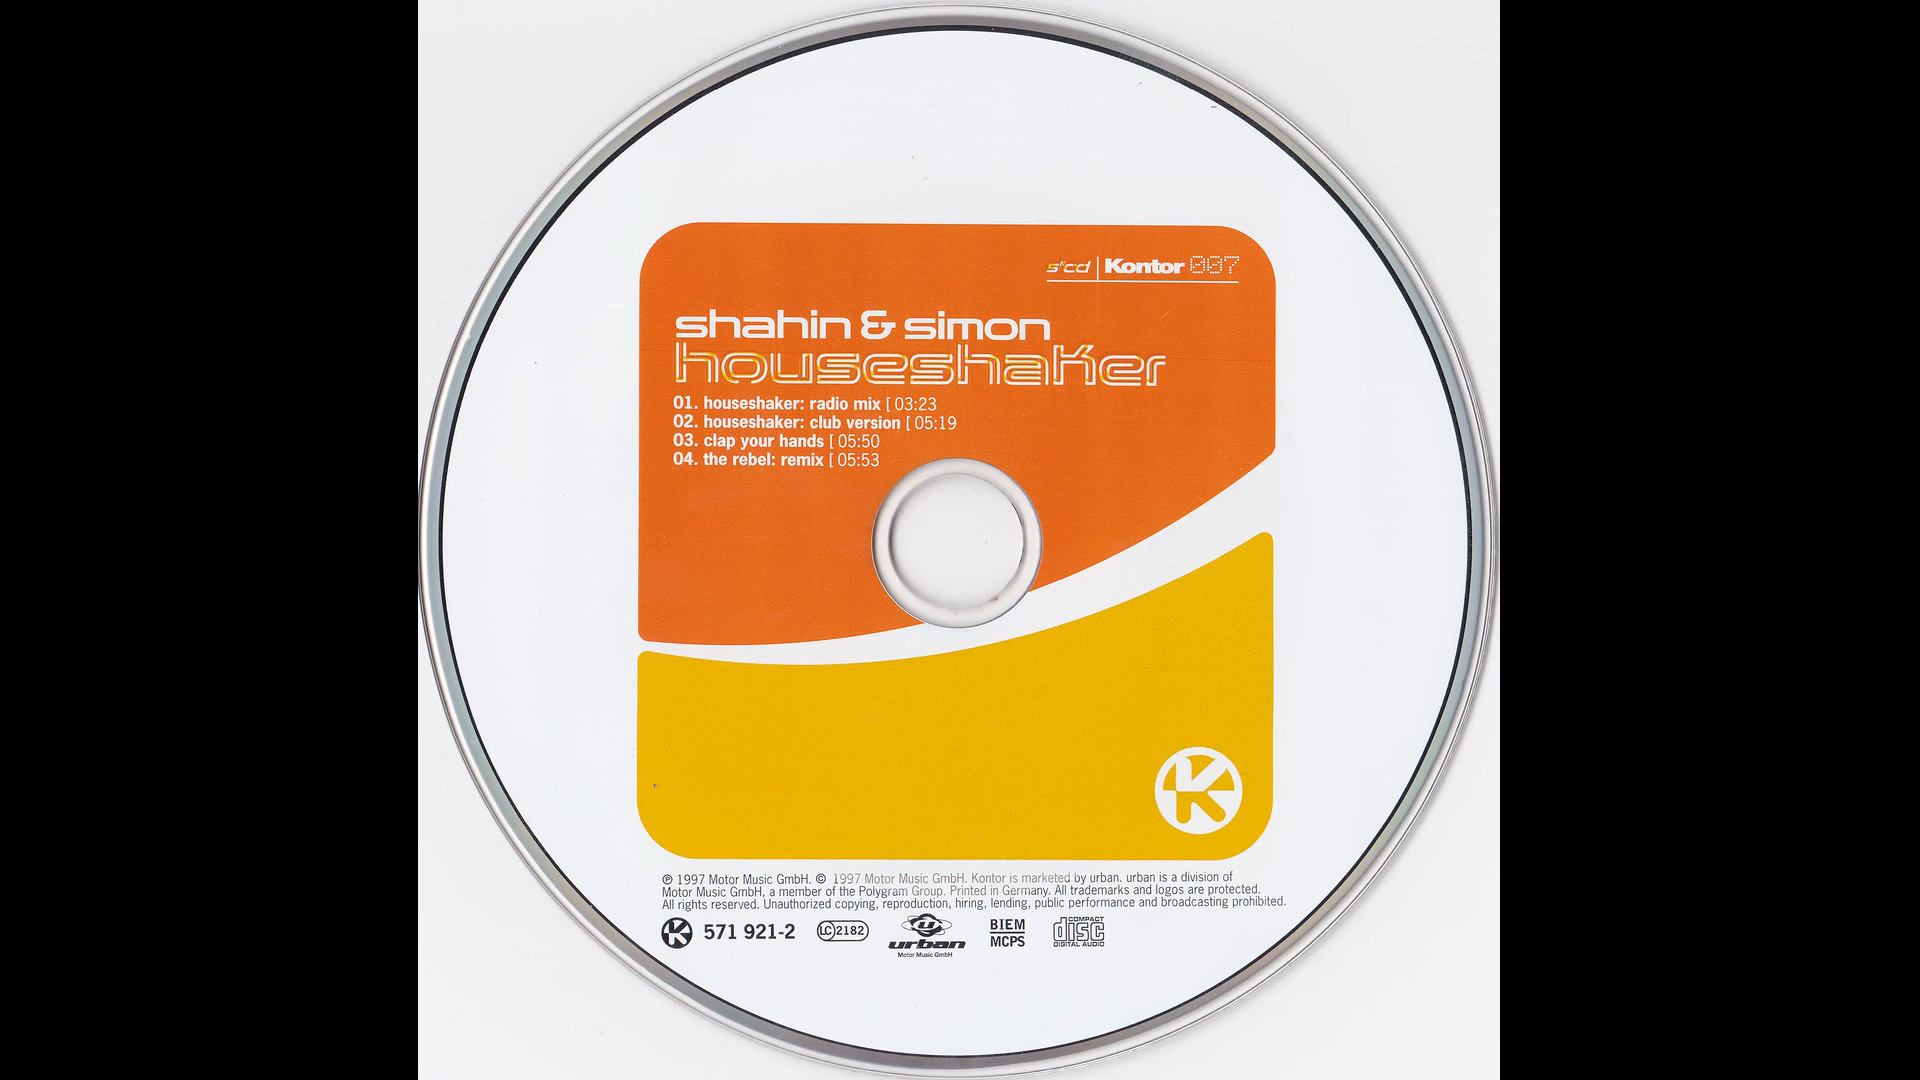 s"cd | Kontor 007
shahin & simon
houseshaker
01. houseshaker: radio mix [ 03:23
02. houseshaker: club version [ 05:19
03. clap your hands [ 05:50
04. the rebel: remix [ 05:53
K
℗ 1997 Motor Music GmbH. © 1997 Motor Music GmbH. Kontor is marketed by urban. urban is a division of
Motor Music GmbH, a member of the Polygram Group. Printed in Germany. All trademarks and logos are protected.
All rights reserved. Unauthorized copying, reproduction, hiring, lending, public performance and broadcasting prohibited.
K 571 921-2 LC 2182 u urban Motor Music GmbH BIEM MCPS COMPACT disc DIGITAL AUDIO